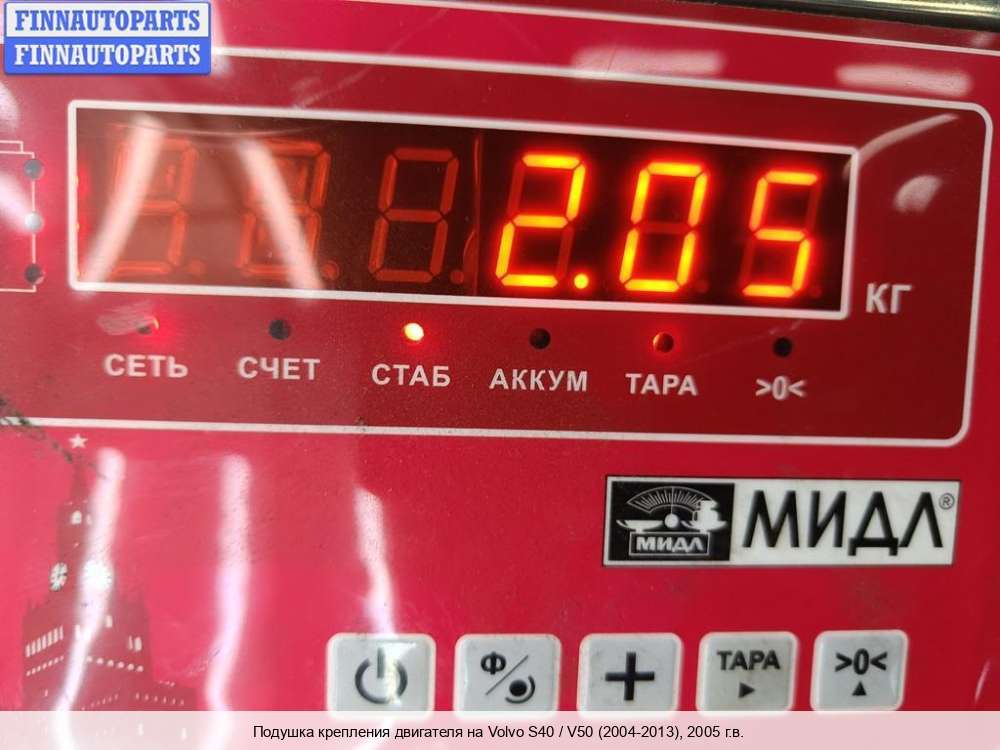 FINNAUTOPARTS
FINNAUTOPARTS
2.05
КГ
СЕТЬ СЧЕТ СТАБ АККУМ ТАРА >0<
МИДЛ МИДЛ®
Ф ТАРА >0<
Подушка крепления двигателя на Volvo S40 / V50 (2004-2013), 2005 г.в.